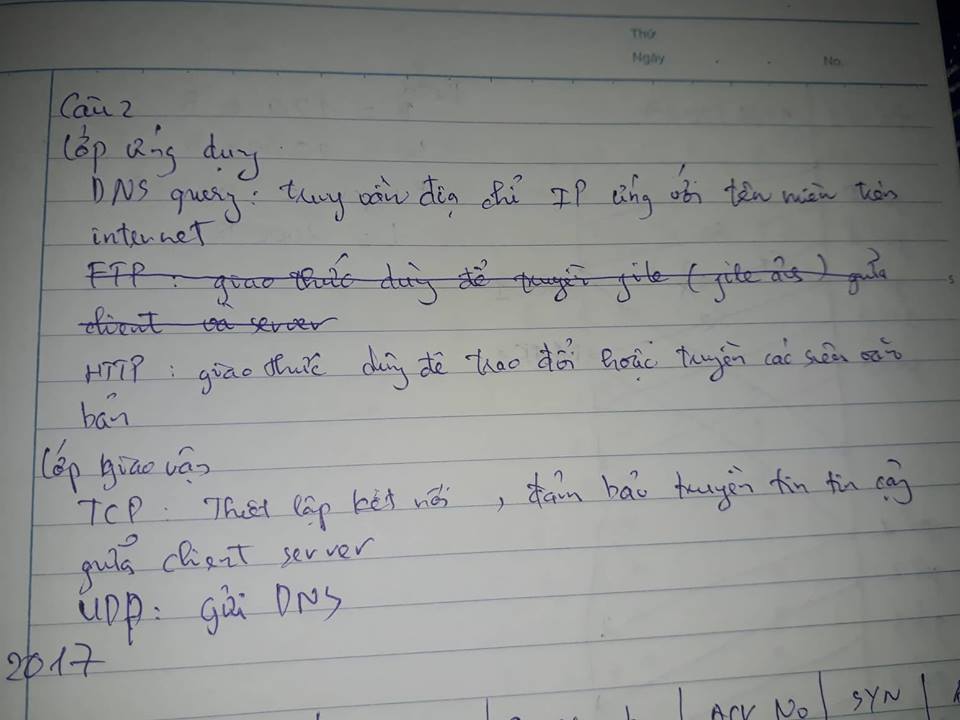 Thứ
Ngày . . No.
Câu 2
Lớp ứng dụng
DNS query: truy vấn địa chỉ IP ứng với tên miền trên
internet
FTP : giao thức dùng để truyền file ( file ) giữa
client và server
HTTP : giao thức dùng để trao đổi hoặc truyền các siêu văn
bản
Lớp giao vận
TCP : Thiết lập kết nối , đảm bảo truyền tin tin cậy
giữa client server
UDP: gửi DNS
2017
ACK No SYN